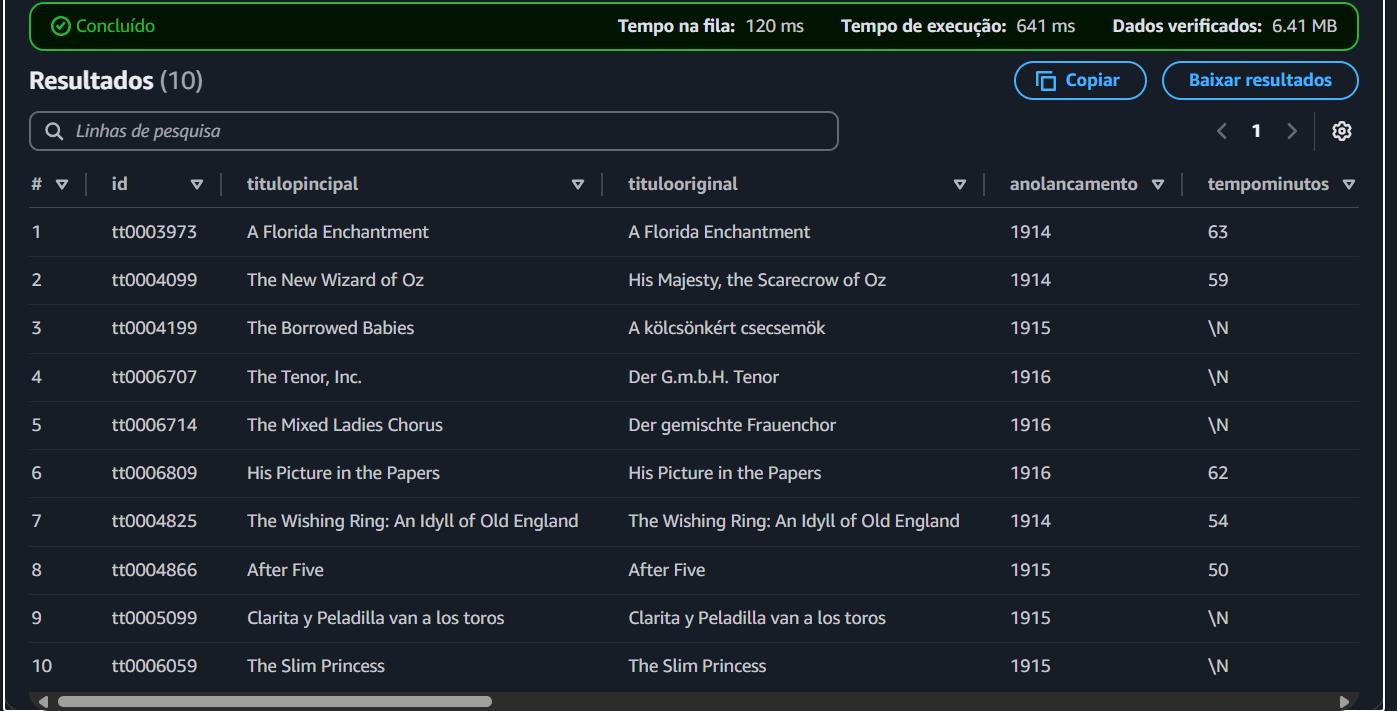 Concluído Tempo na fila: 120 ms Tempo de execução: 641 ms Dados verificados: 6.41 MB
Resultados (10) Copiar Baixar resultados
Linhas de pesquisa 1
# id titulopincipal titulooriginal anolancamento tempominutos
1 tt0003973 A Florida Enchantment A Florida Enchantment 1914 63
2 tt0004099 The New Wizard of Oz His Majesty, the Scarecrow of Oz 1914 59
3 tt0004199 The Borrowed Babies A kölcsönkért csecsemök 1915 \N
4 tt0006707 The Tenor, Inc. Der G.m.b.H. Tenor 1916 \N
5 tt0006714 The Mixed Ladies Chorus Der gemischte Frauenchor 1916 \N
6 tt0006809 His Picture in the Papers His Picture in the Papers 1916 62
7 tt0004825 The Wishing Ring: An Idyll of Old England The Wishing Ring: An Idyll of Old England 1914 54
8 tt0004866 After Five After Five 1915 50
9 tt0005099 Clarita y Peladilla van a los toros Clarita y Peladilla van a los toros 1915 \N
10 tt0006059 The Slim Princess The Slim Princess 1915 \N